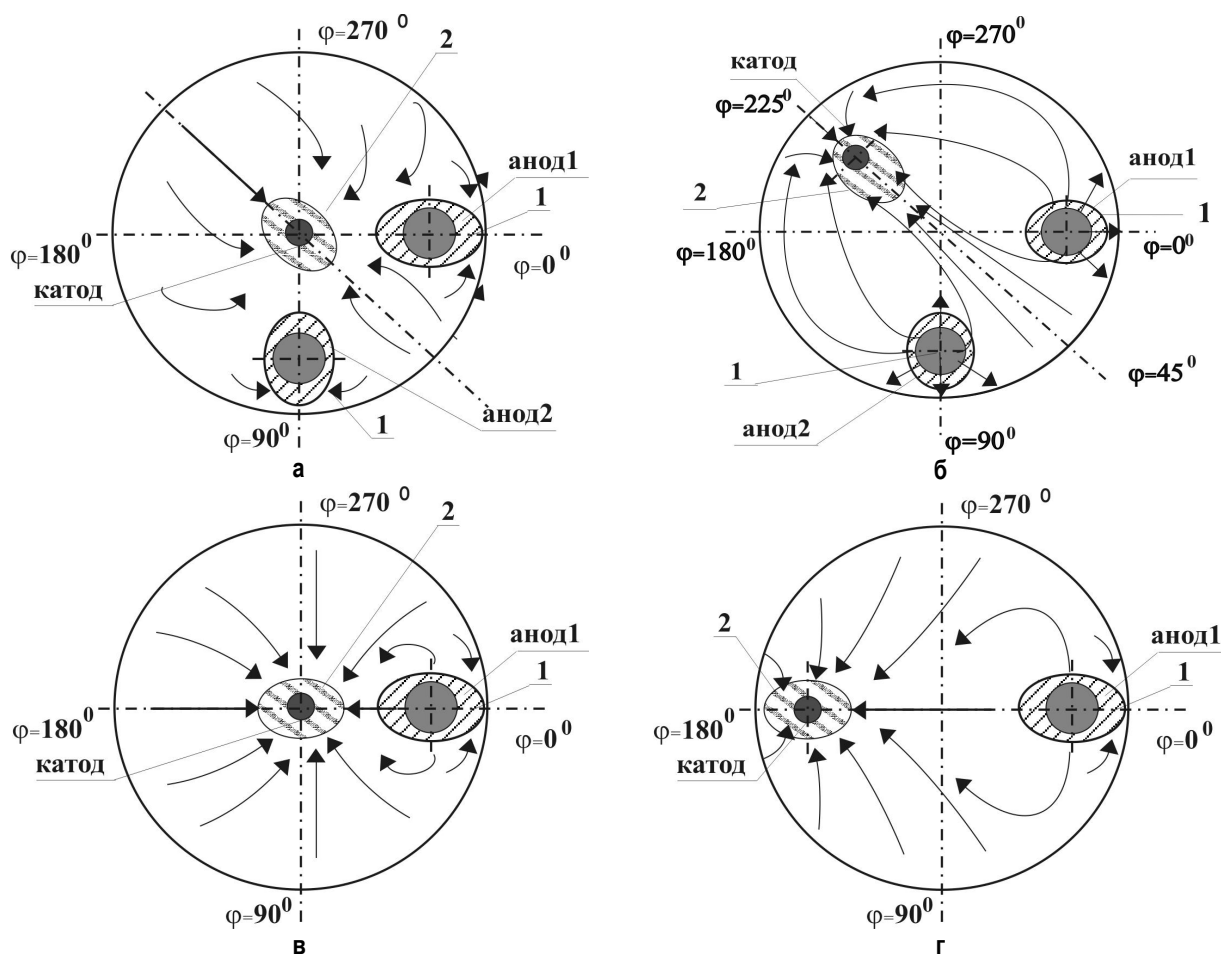 φ=270⁰
2
анод1
1
φ=180⁰
φ=0⁰
катод
анод2
1
φ=90⁰
а
φ=270⁰
катод
φ=225⁰
анод1
2
1
φ=180⁰
φ=0⁰
1
φ=45⁰
анод2
φ=90⁰
б
φ=270⁰
2
анод1
1
φ=180⁰
φ=0⁰
катод
φ=90⁰
в
φ=270⁰
2
анод1
1
φ=180⁰
φ=0⁰
катод
φ=90⁰
г